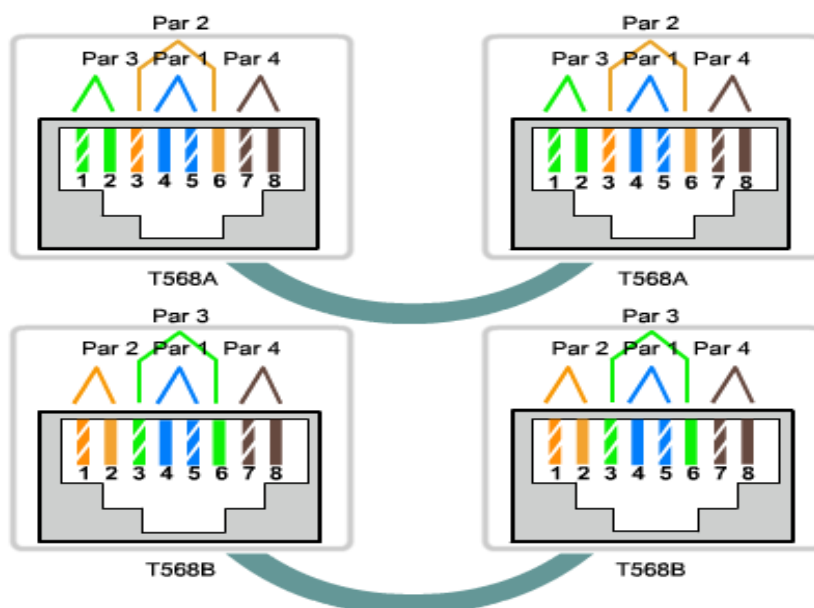 Par 2 Par 2
Par 3 Par 1 Par 4 Par 3 Par 1 Par 4
1 2 3 4 5 6 7 8 1 2 3 4 5 6 7 8
T568A T568A
Par 3 Par 3
Par 2 Par 1 Par 4 Par 2 Par 1 Par 4
1 2 3 4 5 6 7 8 1 2 3 4 5 6 7 8
T568B T568B